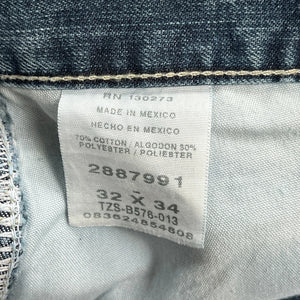 RN 130273
MADE IN MEXICO
HECHO EN MEXICO
70% COTTON / ALGODON 30%
POLYESTER / POLIESTER
2887991
-
32 X 34
TZS-B576-013
083624854808